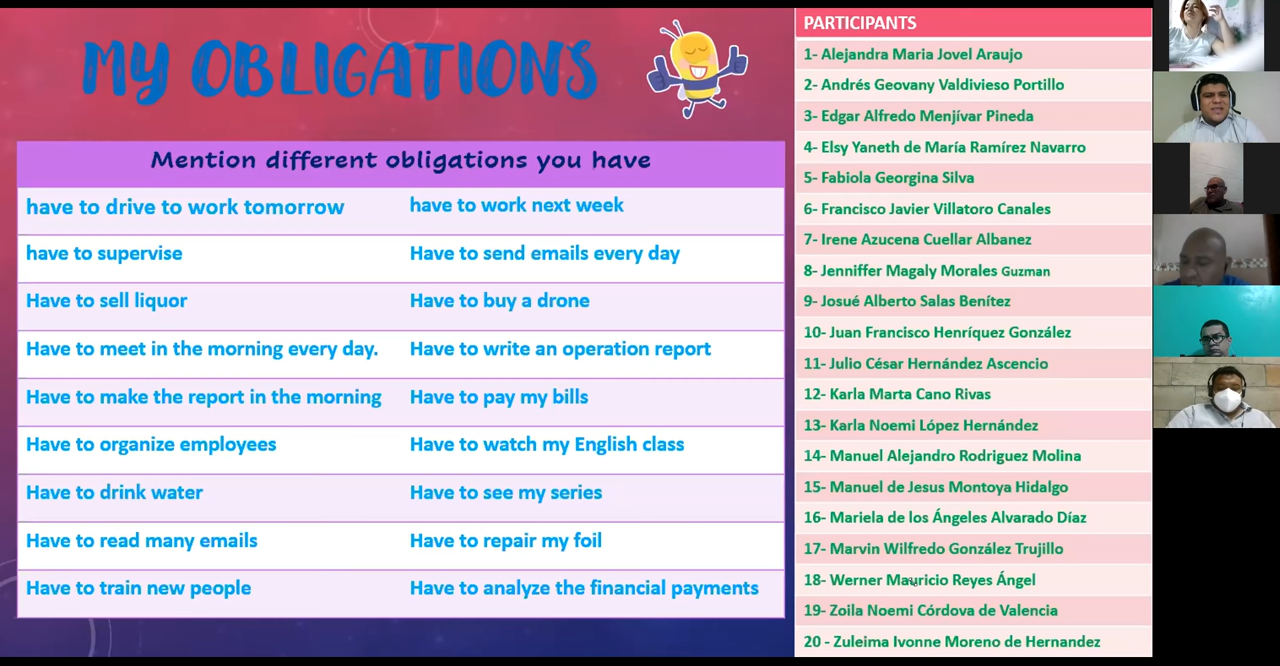 MY OBLIGATIONS
Mention different obligations you have
have to drive to work tomorrow
have to work next week
have to supervise
Have to send emails every day
Have to sell liquor
Have to buy a drone
Have to meet in the morning every day.
Have to write an operation report
Have to make the report in the morning
Have to pay my bills
Have to organize employees
Have to watch my English class
Have to drink water
Have to see my series
Have to read many emails
Have to repair my foil
Have to train new people
Have to analyze the financial payments
PARTICIPANTS
1- Alejandra Maria Jovel Araujo
2- Andrés Geovany Valdivieso Portillo
3- Edgar Alfredo Menjívar Pineda
4- Elsy Yaneth de María Ramírez Navarro
5- Fabiola Georgina Silva
6- Francisco Javier Villatoro Canales
7- Irene Azucena Cuellar Albanez
8- Jenniffer Magaly Morales Guzman
9- Josué Alberto Salas Benítez
10- Juan Francisco Henríquez González
11- Julio César Hernández Ascencio
12- Karla Marta Cano Rivas
13- Karla Noemi López Hernández
14- Manuel Alejandro Rodriguez Molina
15- Manuel de Jesus Montoya Hidalgo
16- Mariela de los Ángeles Alvarado Díaz
17- Marvin Wilfredo González Trujillo
18- Werner Mauricio Reyes Ángel
19- Zoila Noemi Córdova de Valencia
20 - Zuleima Ivonne Moreno de Hernandez